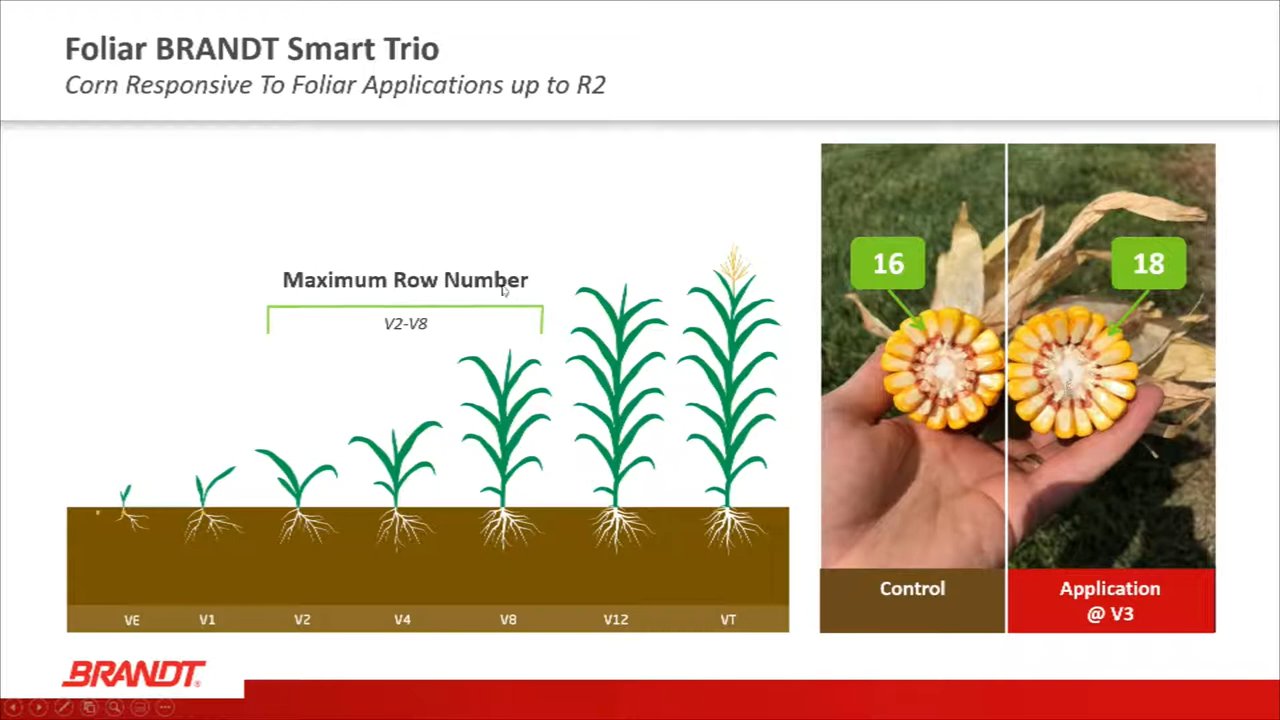 Foliar BRANDT Smart Trio
Corn Responsive To Foliar Applications up to R2
Maximum Row Number
V2-V8
16
18
VE V1 V2 V4 V8 V12 VT
Control
Application
@ V3
BRANDT®